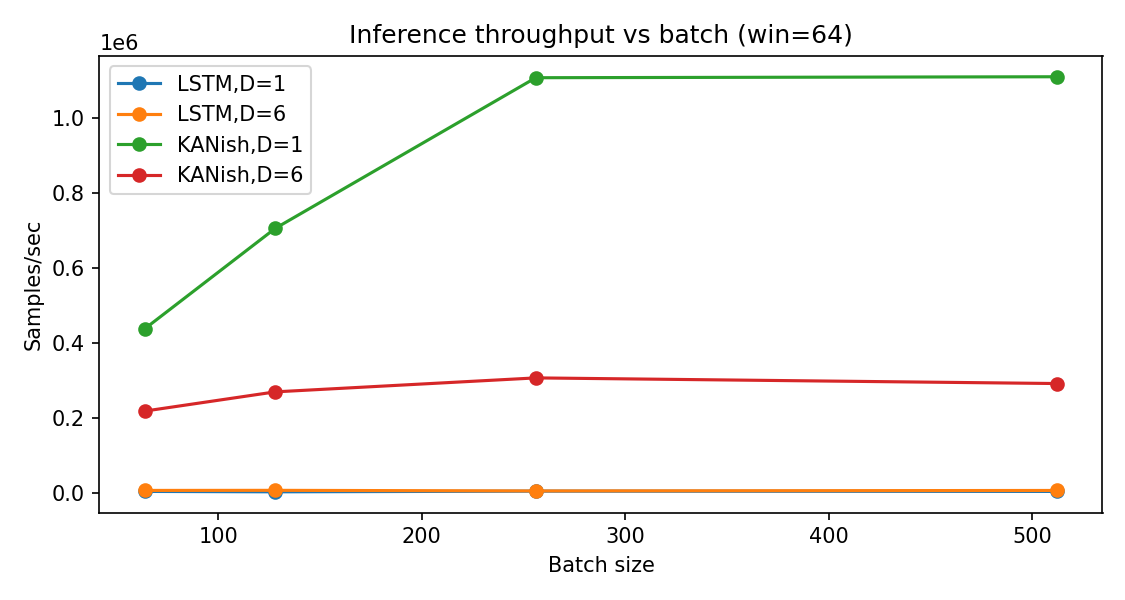 Inference throughput vs batch (win=64)
1e6
LSTM,D=1
LSTM,D=6
KANish,D=1
KANish,D=6
Samples/sec
1.0
0.8
0.6
0.4
0.2
0.0
100 200 300 400 500
Batch size